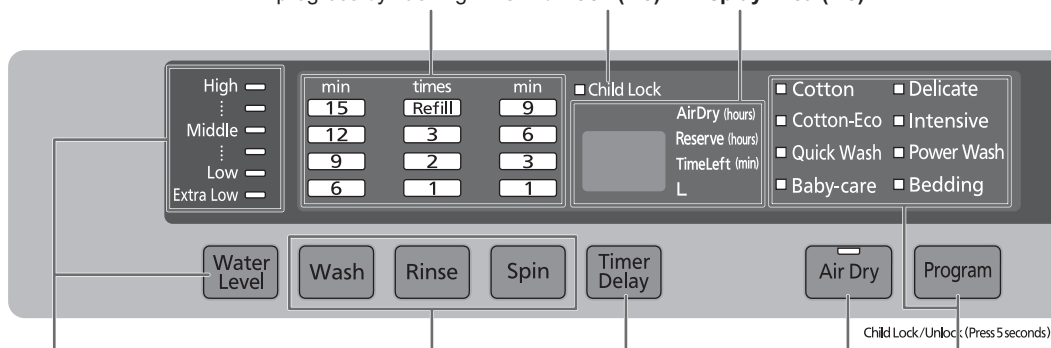 High
Middle
Low
Extra Low
min times min
15 Refill 9
12 3 6
9 2 3
6 1 1
Child Lock
AirDry (hours)
Reserve (hours)
TimeLeft (min)
L
Cotton Delicate
Cotton-Eco Intensive
Quick Wash Power Wash
Baby-care Bedding
Water
Level
Wash
Rinse
Spin
Timer
Delay
Air Dry
Program
Child Lock/Unlock (Press 5 seconds)